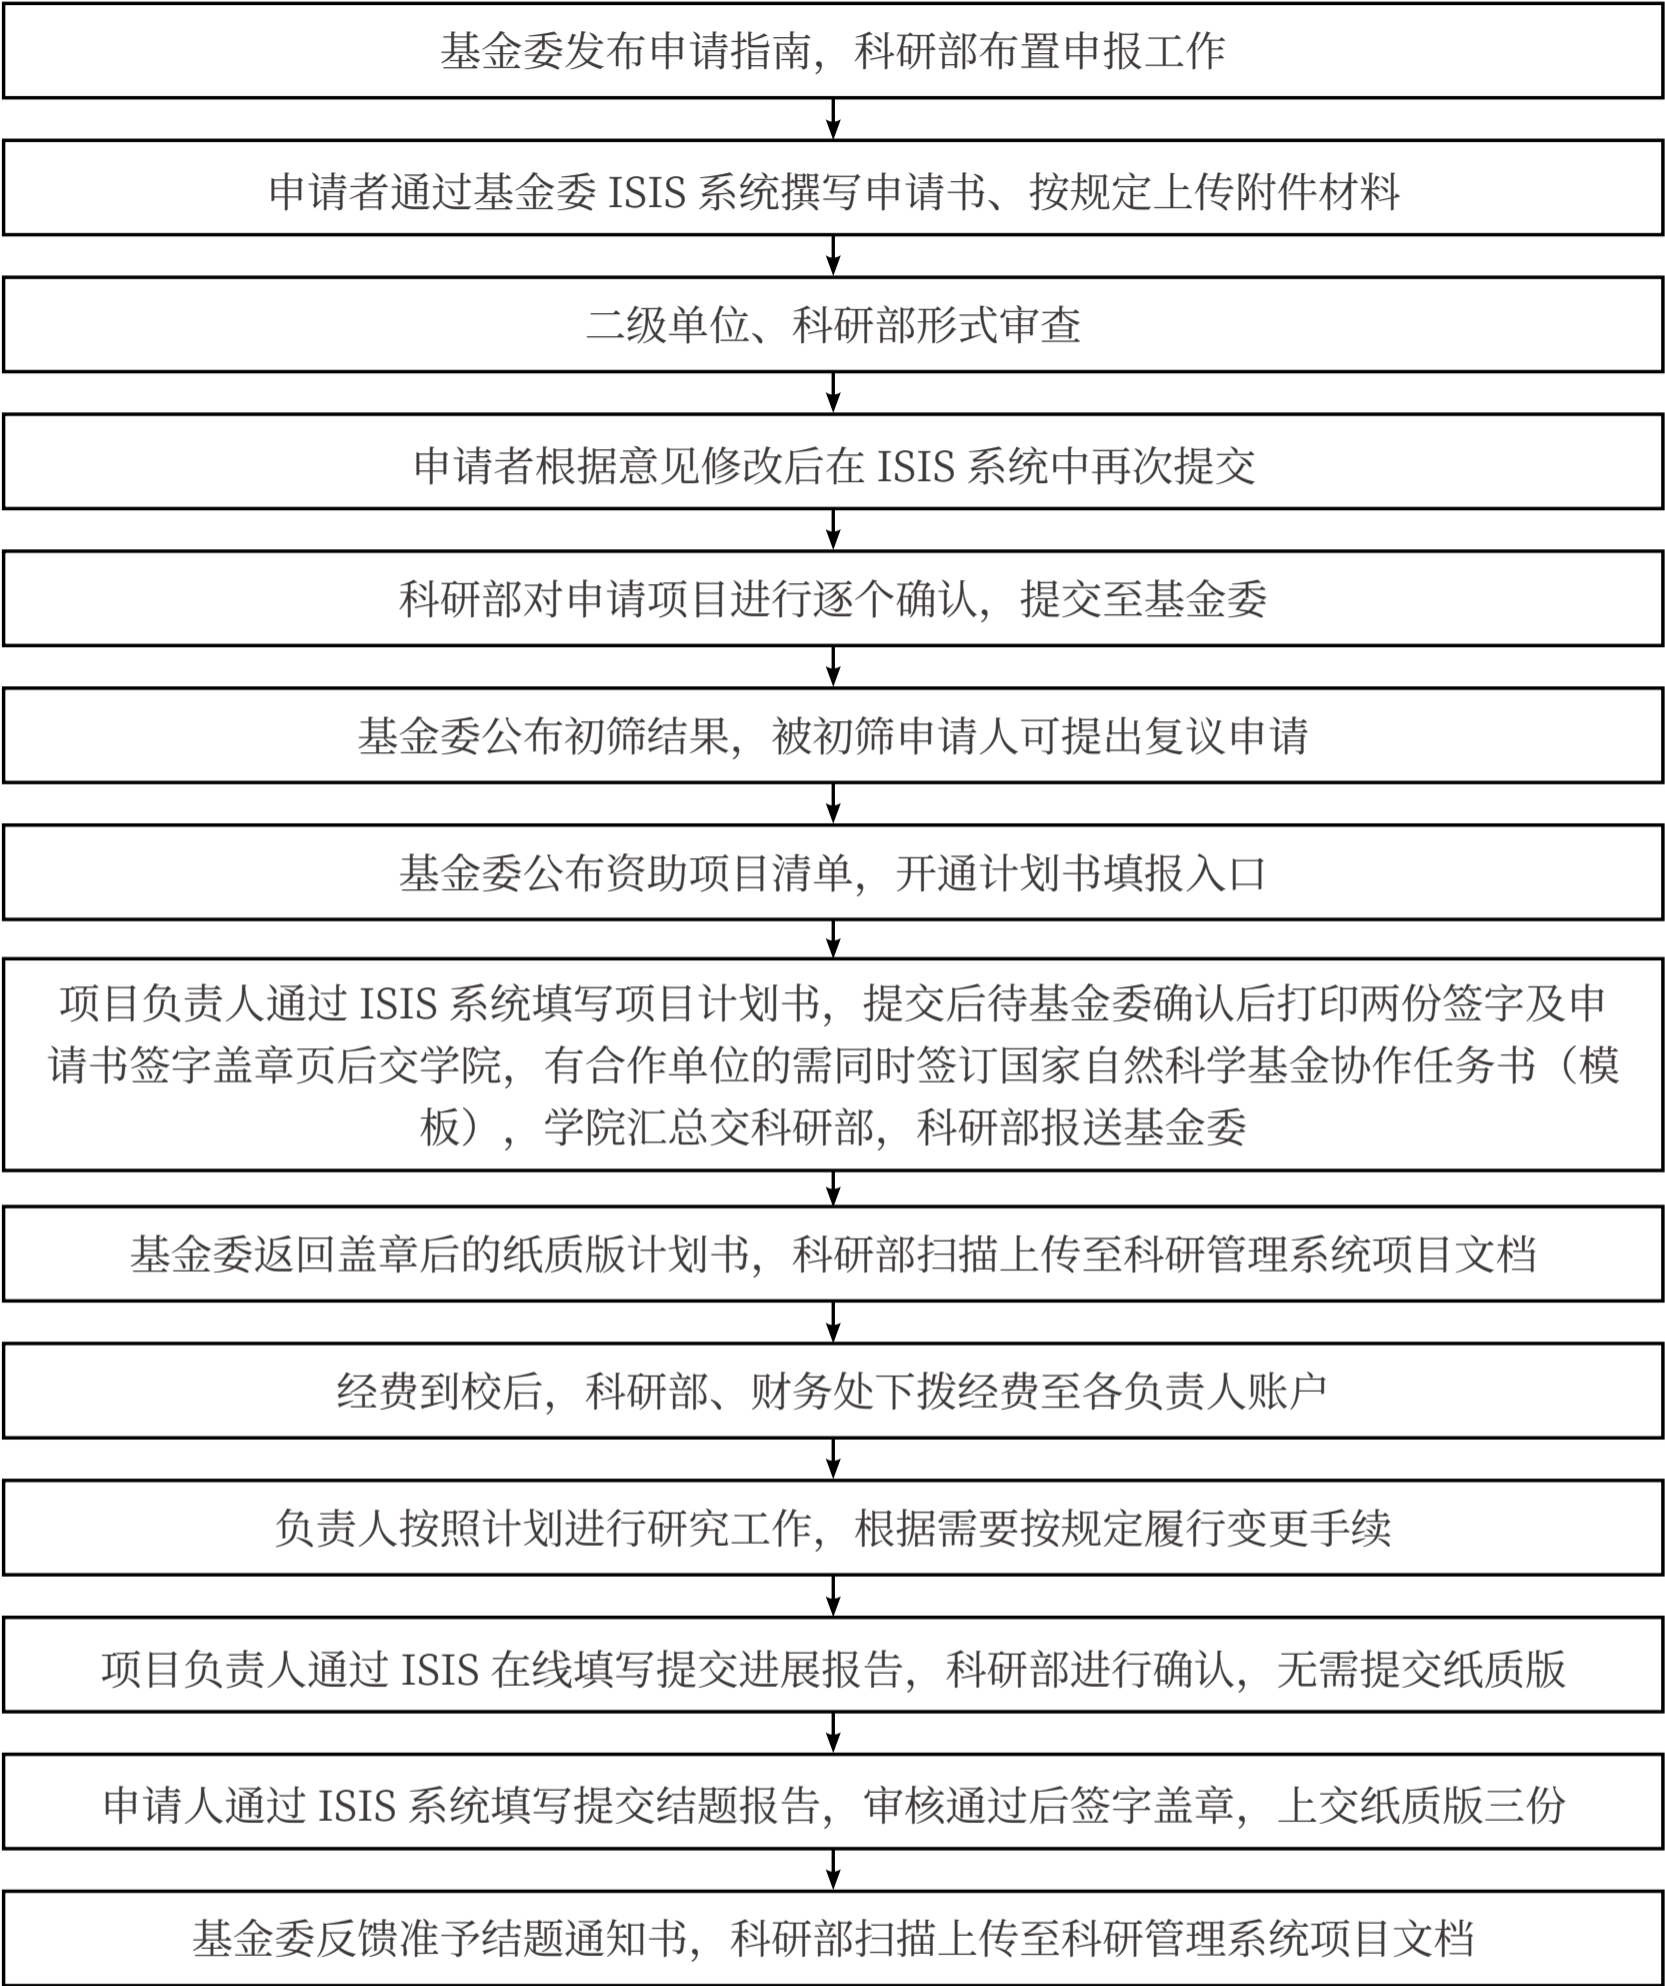 基金委发布申请指南，科研部布置申报工作
申请者通过基金委 ISIS 系统撰写申请书、按规定上传附件材料
二级单位、科研部形式审查
申请者根据意见修改后在 ISIS 系统中再次提交
科研部对申请项目进行逐个确认，提交至基金委
基金委公布初筛结果，被初筛申请人可提出复议申请
基金委公布资助项目清单，开通计划书填报入口
项目负责人通过 ISIS 系统填写项目计划书，提交后待基金委确认后打印两份签字及申
请书签字盖章页后交学院，有合作单位的需同时签订国家自然科学基金协作任务书（模
板），学院汇总交科研部，科研部报送基金委
基金委返回盖章后的纸质版计划书，科研部扫描上传至科研管理系统项目文档
经费到校后，科研部、财务处下拨经费至各负责人账户
负责人按照计划进行研究工作，根据需要按规定履行变更手续
项目负责人通过 ISIS 在线填写提交进展报告，科研部进行确认，无需提交纸质版
申请人通过 ISIS 系统填写提交结题报告，审核通过后签字盖章，上交纸质版三份
基金委反馈准予结题通知书，科研部扫描上传至科研管理系统项目文档